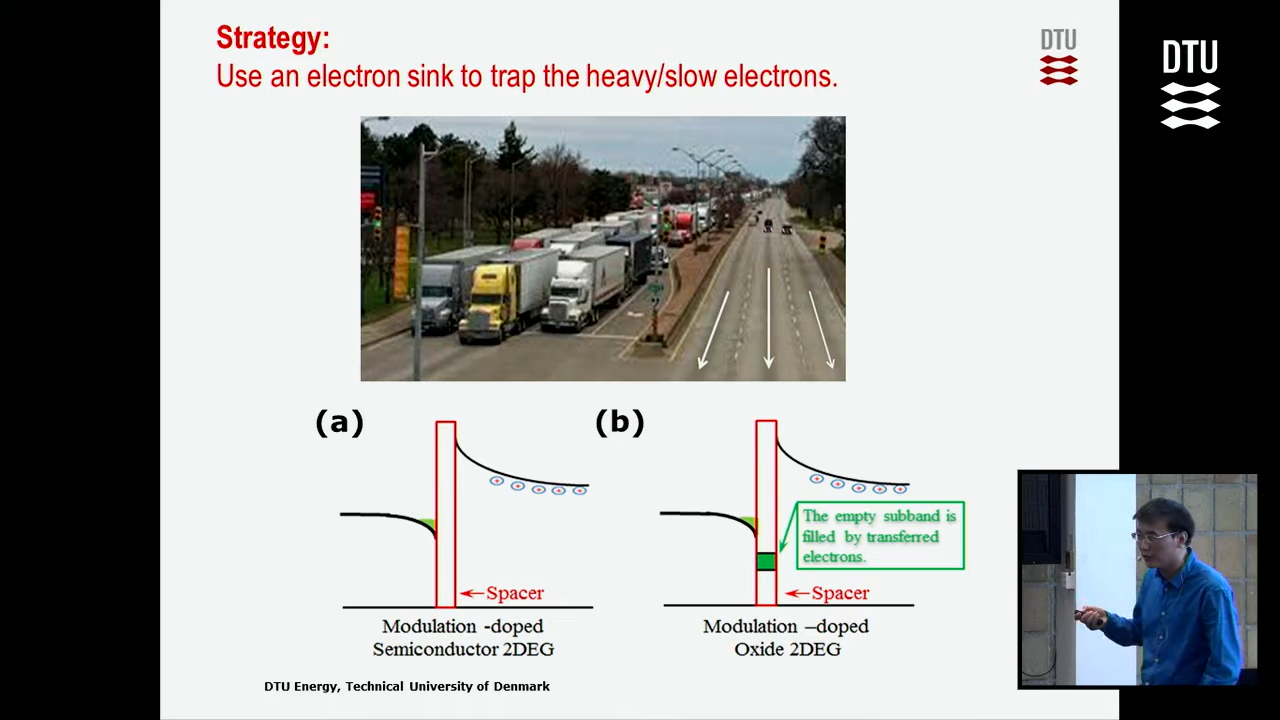 Strategy:
Use an electron sink to trap the heavy/slow electrons.
DTU
DTU
(a)
(b)
The empty subband is
filled by transferred
electrons.
←Spacer
←Spacer
Modulation -doped
Semiconductor 2DEG
Modulation –doped
Oxide 2DEG
DTU Energy, Technical University of Denmark